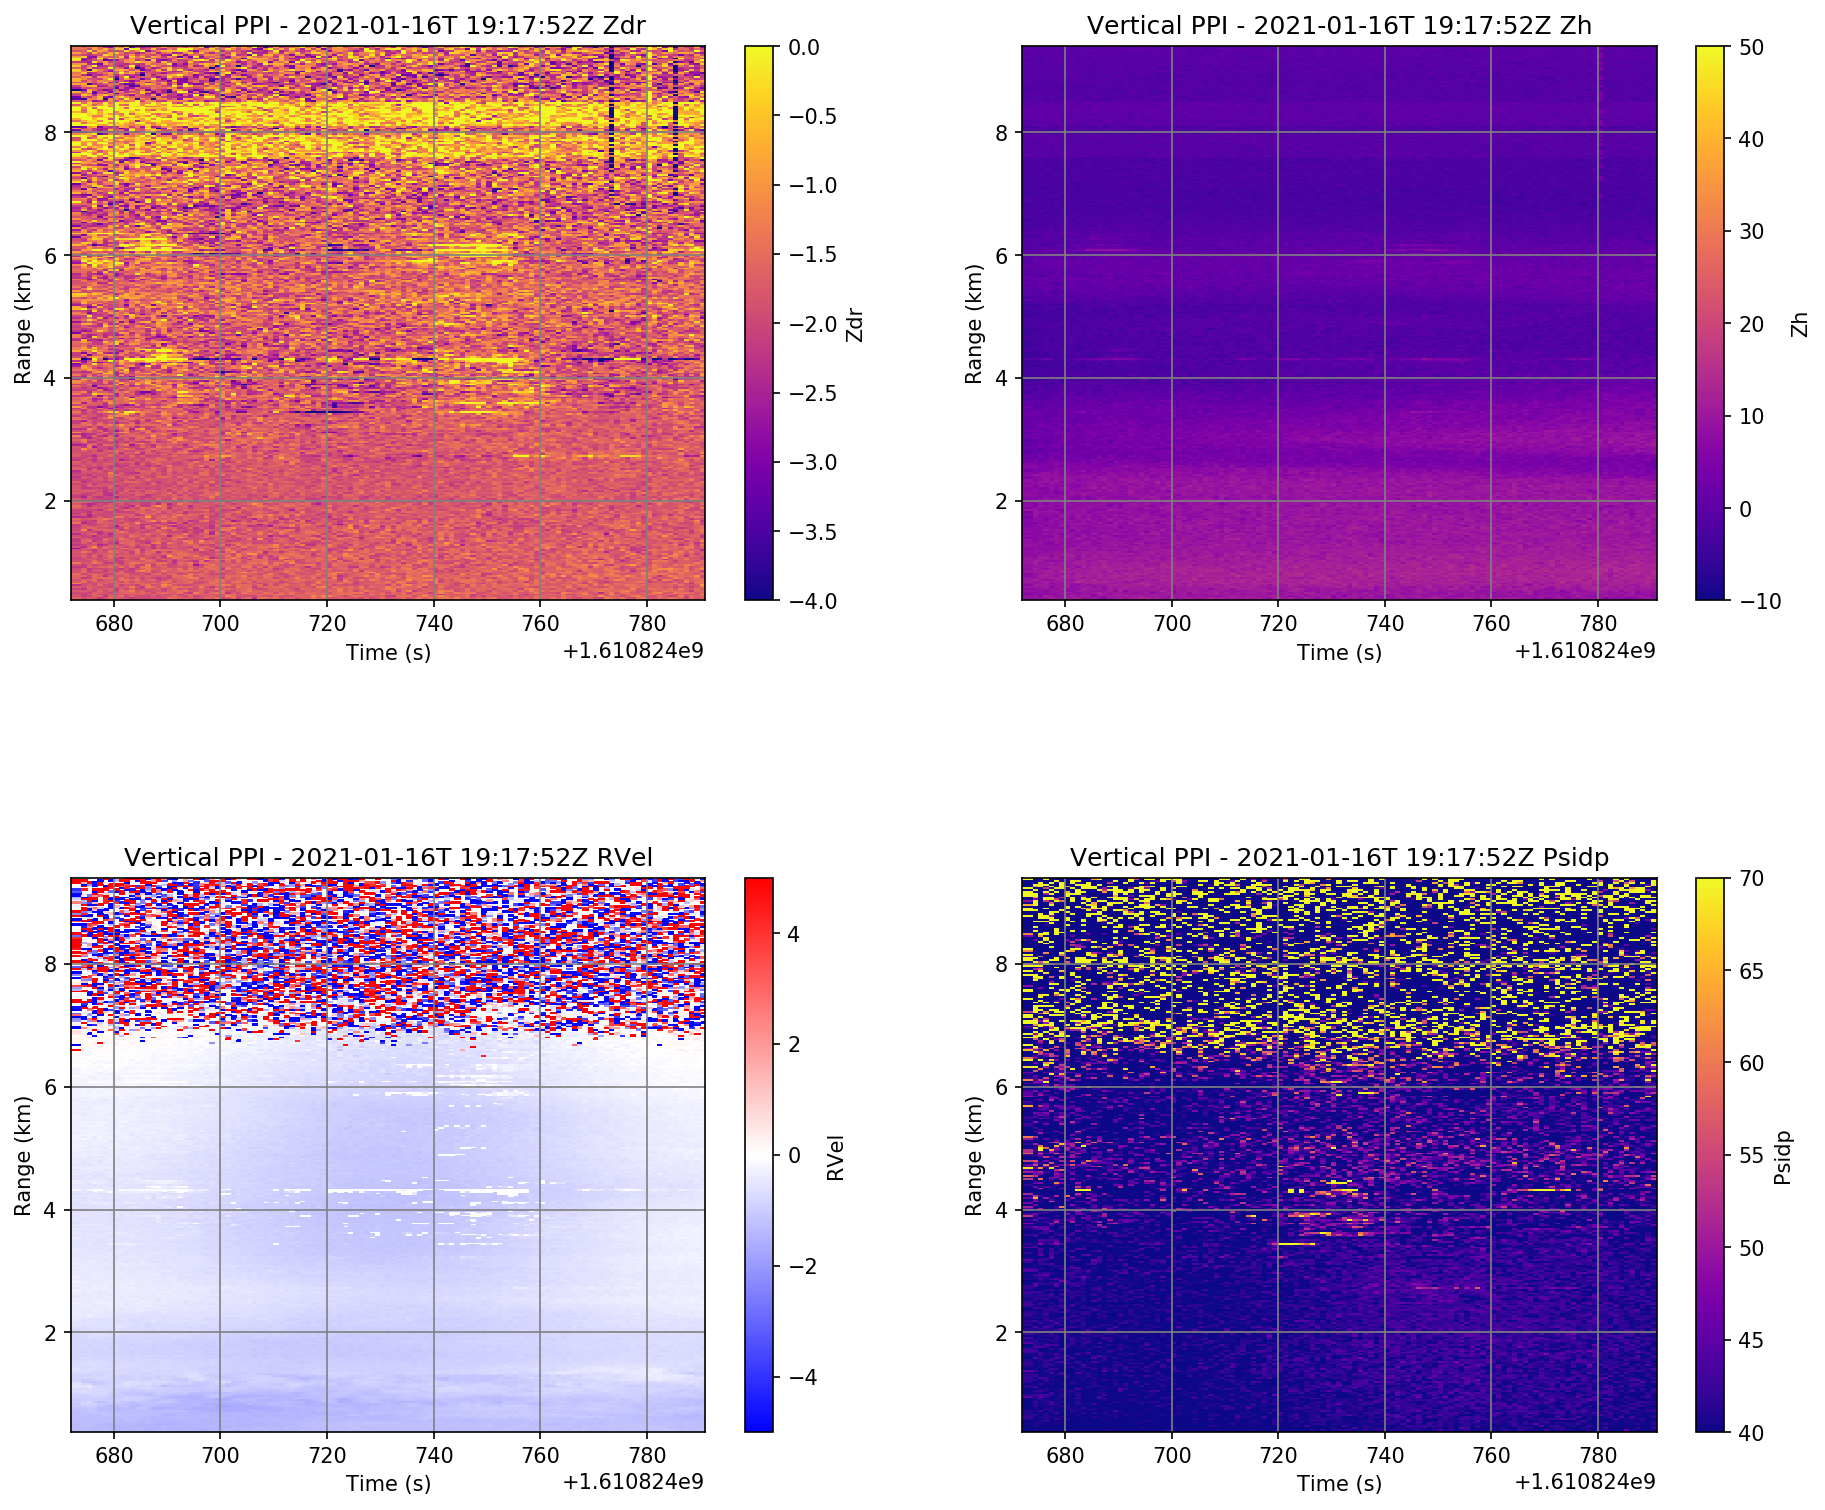 Vertical PPI - 2021-01-16T 19:17:52Z Zdr
8
6
4
2
Range (km)
680 700 720 740 760 780
Time (s)
+1.610824e9
0.0
−0.5
−1.0
−1.5
−2.0
−2.5
−3.0
−3.5
−4.0
Zdr
Vertical PPI - 2021-01-16T 19:17:52Z Zh
8
6
4
2
Range (km)
680 700 720 740 760 780
Time (s)
+1.610824e9
50
40
30
20
10
0
−10
Zh
Vertical PPI - 2021-01-16T 19:17:52Z RVel
8
6
4
2
Range (km)
680 700 720 740 760 780
Time (s)
+1.610824e9
4
2
0
−2
−4
RVel
Vertical PPI - 2021-01-16T 19:17:52Z Psidp
8
6
4
2
Range (km)
680 700 720 740 760 780
Time (s)
+1.610824e9
70
65
60
55
50
45
40
Psidp